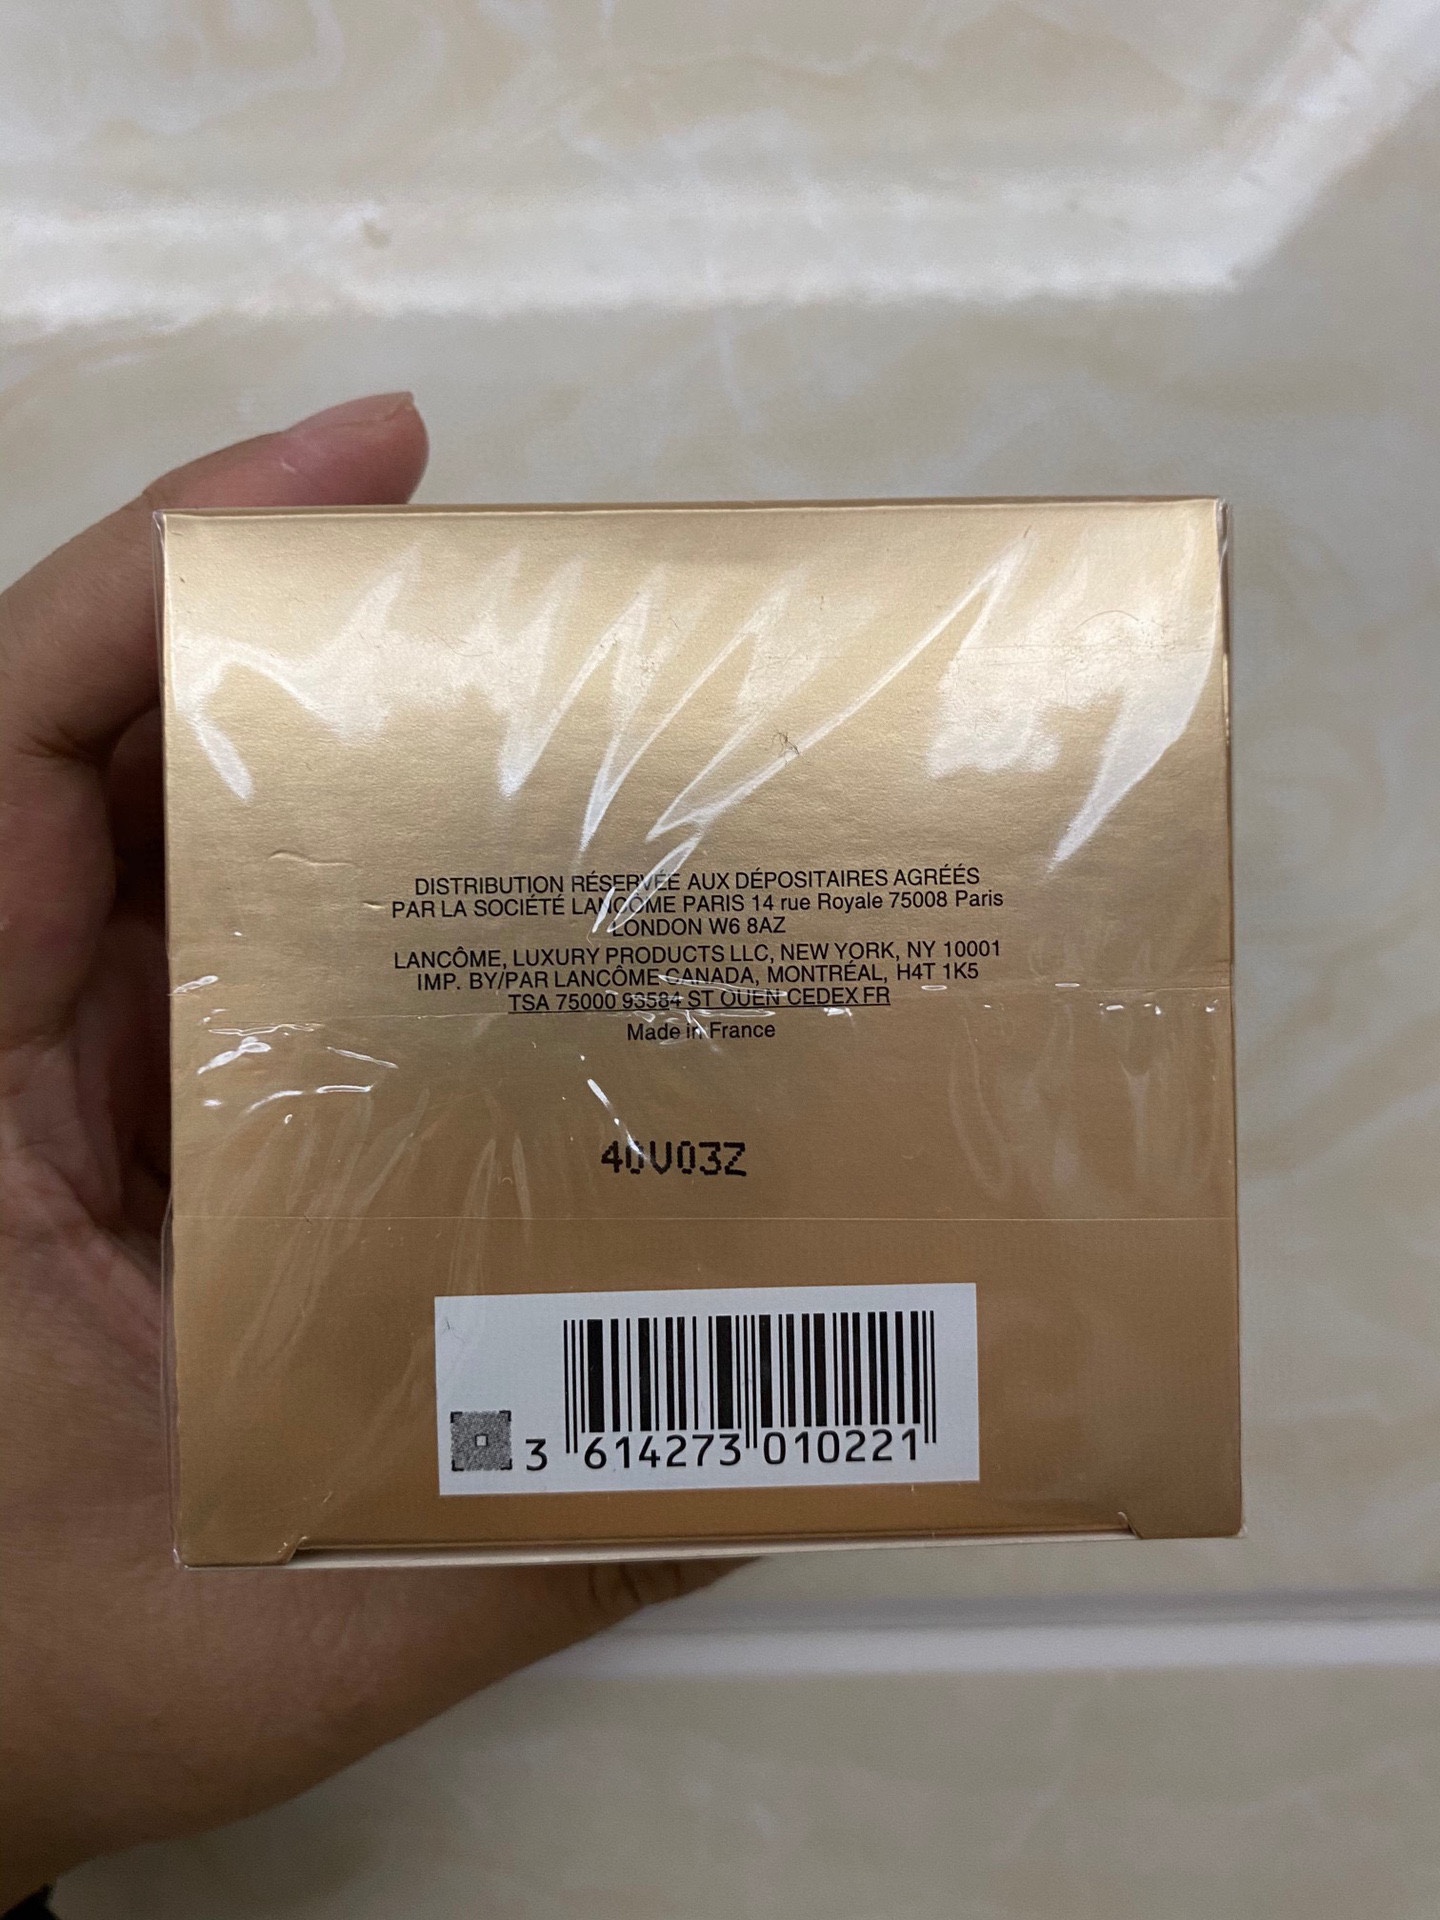 DISTRIBUTION RÉSERVÉE AUX DÉPOSITAIRES AGRÉÉS
PAR LA SOCIÉTÉ LANCÔME PARIS 14 rue Royale 75008 Paris
LONDON W6 8AZ
LANCÔME, LUXURY PRODUCTS LLC, NEW YORK, NY 10001
IMP. BY/PAR LANCÔME CANADA, MONTRÉAL, H4T 1K5
TSA 75000 93584 ST OUEN CEDEX FR
Made in France
40V03Z
3 614273 010221